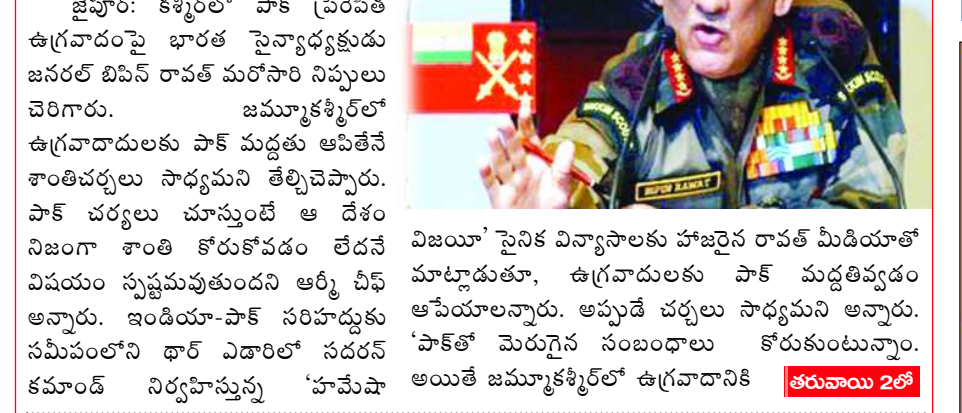 జైపూర్: కశ్మీర్‌లో పాక్ ప్రేరేపిత
ఉగ్రవాదంపై భారత సైన్యాధ్యక్షుడు
జనరల్ బిపిన్ రావత్ మరోసారి నిప్పులు
చెరిగారు. జమ్మూకశ్మీర్‌లో
ఉగ్రవాదాదులకు పాక్ మద్దతు ఆపితేనే
శాంతిచర్చలు సాధ్యమని తేల్చిచెప్పారు.
పాక్ చర్యలు చూస్తుంటే ఆ దేశం
నిజంగా శాంతి కోరుకోవడం లేదనే
విషయం స్పష్టమవుతుందని ఆర్మీ చీఫ్
అన్నారు. ఇండియా-పాక్ సరిహద్దుకు
సమీపంలోని థార్ ఎడారిలో సదరన్
కమాండ్ నిర్వహిస్తున్న ‘హమేషా
BIPIN RAWAT
విజయీ’ సైనిక విన్యాసాలకు హాజరైన రావత్ మీడియాతో
మాట్లాడుతూ, ఉగ్రవాదులకు పాక్ మద్దతివ్వడం
ఆపేయాలన్నారు. అప్పుడే చర్చలు సాధ్యమని అన్నారు.
‘పాక్‌తో మెరుగైన సంబంధాలు కోరుకుంటున్నాం.
అయితే జమ్మూకశ్మీర్‌లో ఉగ్రవాదానికి తరువాయి 2లో